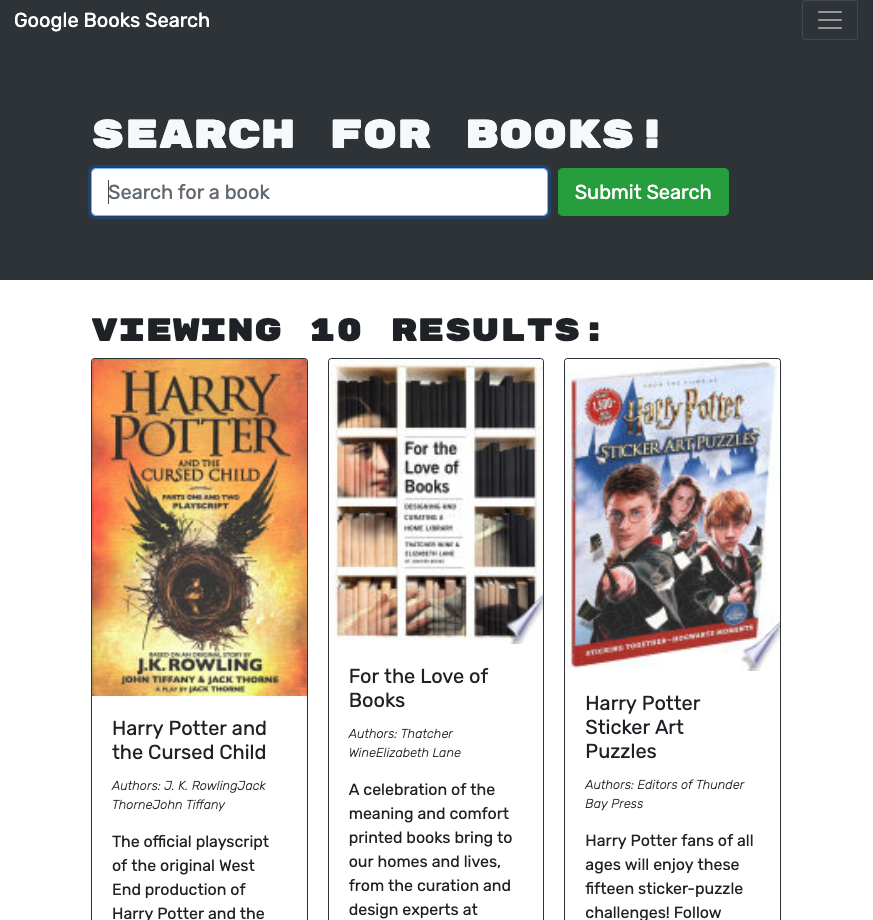 Google Books Search
SEARCH FOR BOOKS!
Search for a book
Submit Search
VIEWING 10 RESULTS:
HARRY
POTTER
AND THE
CURSED CHILD
PARTS ONE AND TWO
PLAYSCRIPT
BASED ON AN ORIGINAL STORY BY
J.K. ROWLING
JOHN TIFFANY & JACK THORNE
A PLAY BY JACK THORNE
Harry Potter and
the Cursed Child
Authors: J. K. RowlingJack
ThorneJohn Tiffany
The official playscript
of the original West
End production of
Harry Potter and the
For the
Love of
Books
DESIGNING AND
CURATING A
HOME LIBRARY
THATCHER WINE &
ELIZABETH LANE
OF JUNIPER BOOKS
For the Love of
Books
Authors: Thatcher
WineElizabeth Lane
A celebration of the
meaning and comfort
printed books bring to
our homes and lives,
from the curation and
design experts at
FROM THE FILMS OF
Harry Potter
STICKER ART PUZZLES
STICKING TOGETHER—HOGWARTS MOMENTS
Harry Potter
Sticker Art
Puzzles
Authors: Editors of Thunder
Bay Press
Harry Potter fans of all
ages will enjoy these
fifteen sticker-puzzle
challenges! Follow